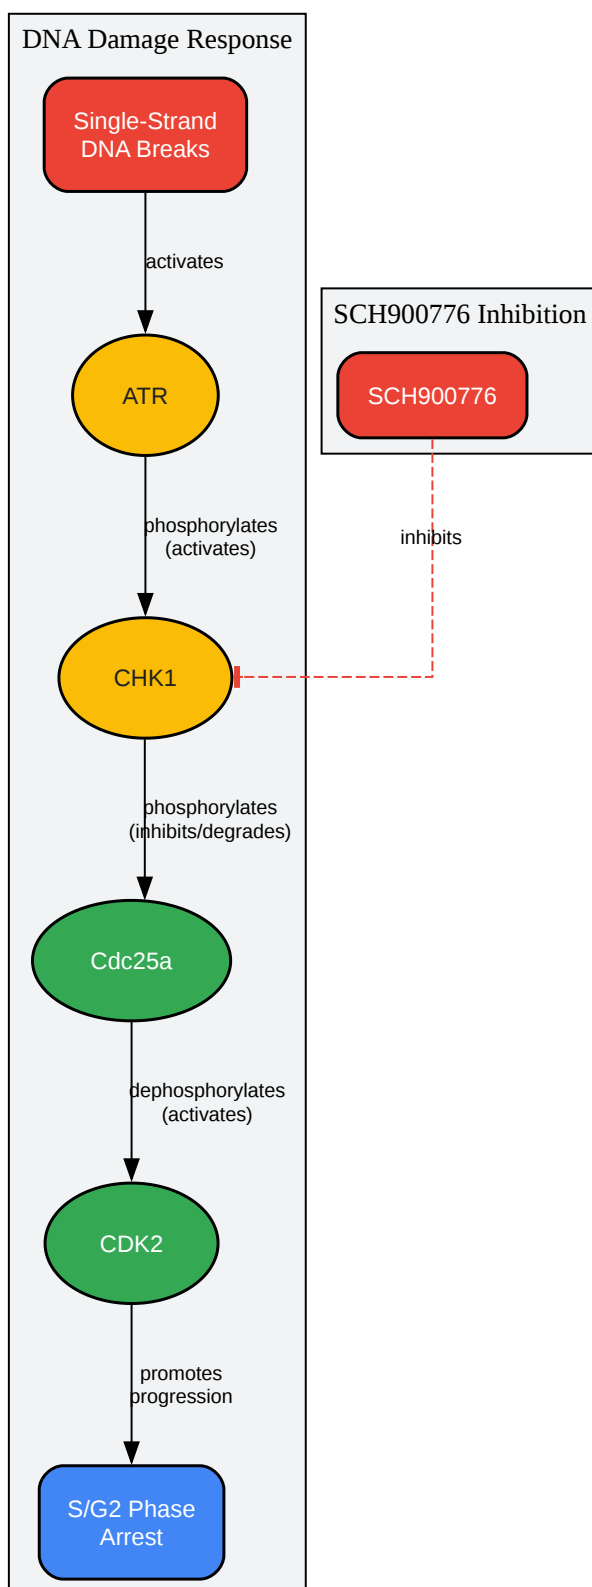 DNA Damage Response
Single-Strand
DNA Breaks
activates
SCH900776 Inhibition
ATR
SCH900776
phosphorylates
(activates)
inhibits
CHK1
phosphorylates
(inhibits/degrades)
Cdc25a
dephosphorylates
(activates)
CDK2
promotes
progression
S/G2 Phase
Arrest